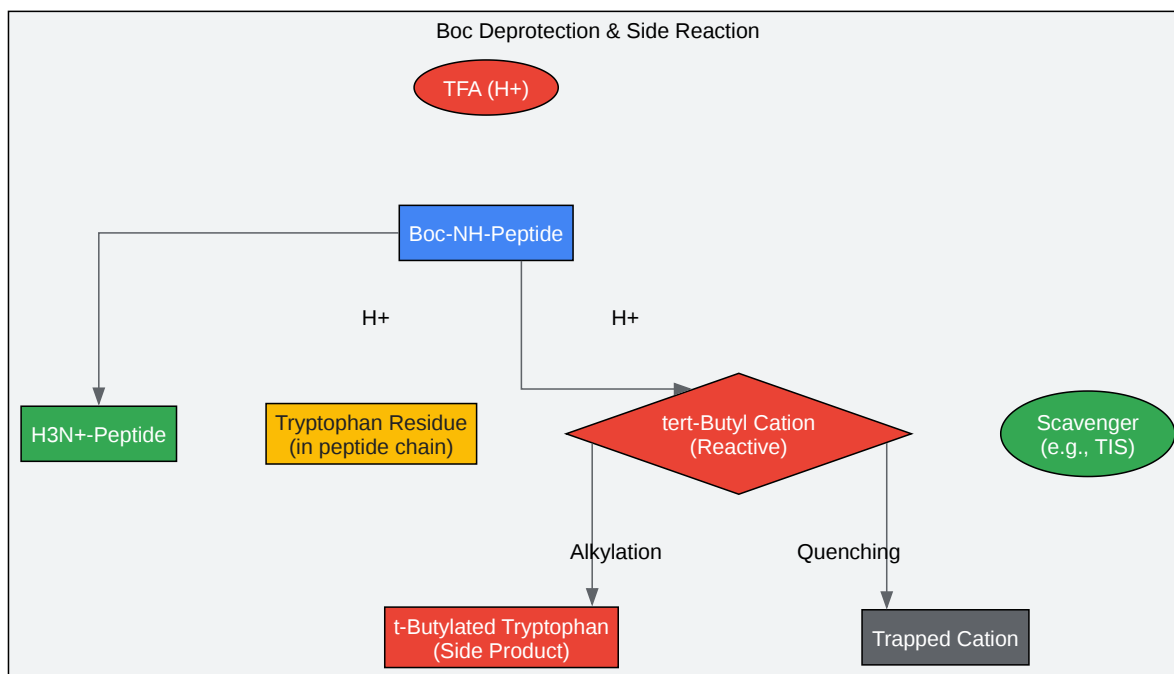 Boc Deprotection & Side Reaction
TFA (H+)
Boc-NH-Peptide
H+
H+
H3N+-Peptide
Tryptophan Residue
(in peptide chain)
tert-Butyl Cation
(Reactive)
Scavenger
(e.g., TIS)
Alkylation
Quenching
t-Butylated Tryptophan
(Side Product)
Trapped Cation